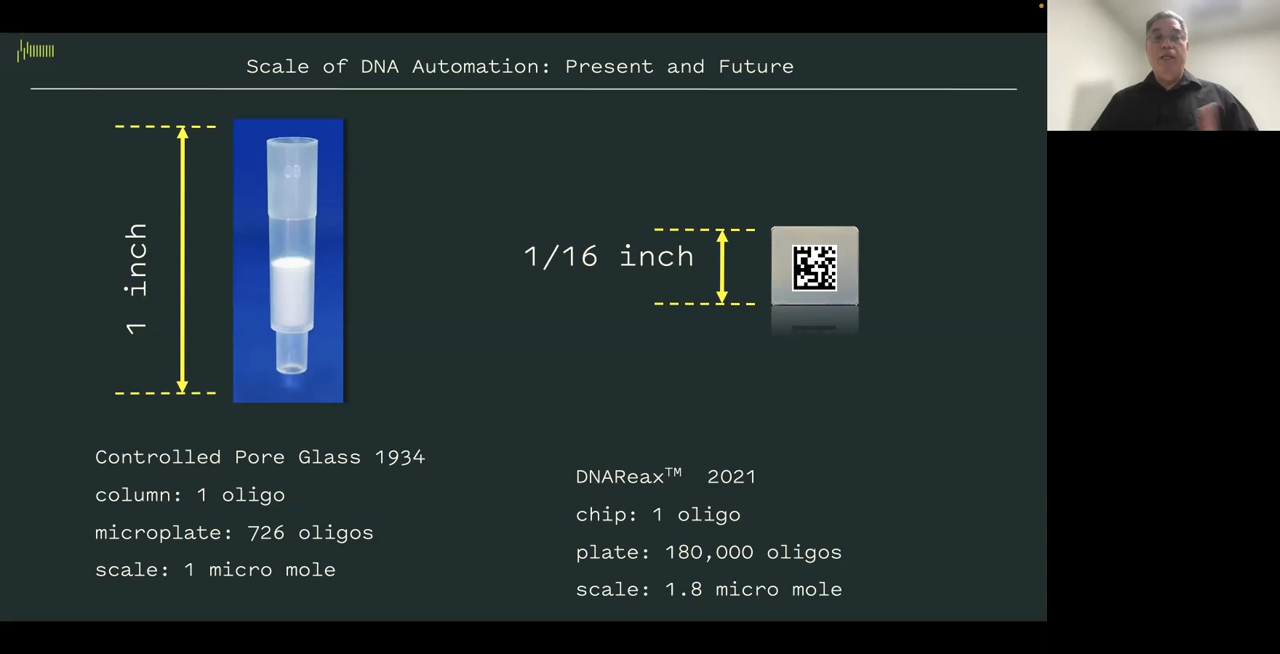 Scale of DNA Automation: Present and Future
1 inch
1/16 inch
Controlled Pore Glass 1934
column: 1 oligo
microplate: 726 oligos
scale: 1 micro mole
DNAReax™ 2021
chip: 1 oligo
plate: 180,000 oligos
scale: 1.8 micro mole